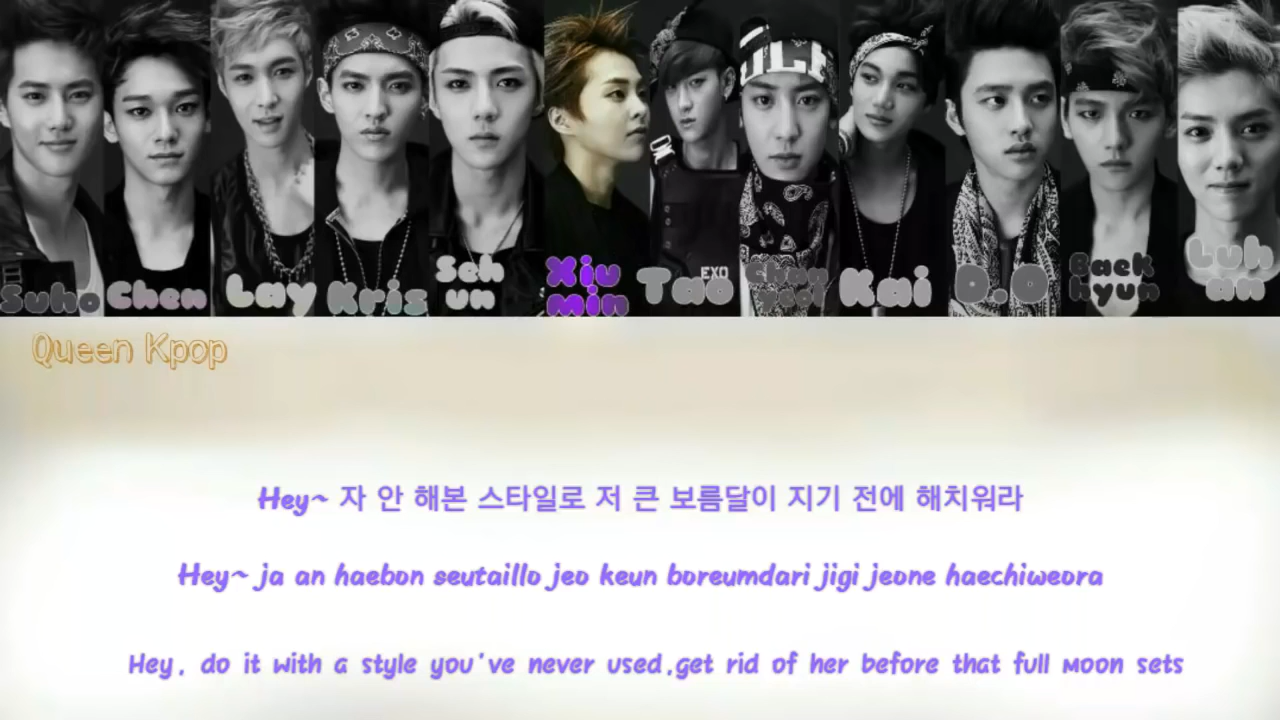 Suho Chen Lay Kris Seh un Xiu min Tao EXO Chan yeol Kai D.O Baek hyun Luh an
Queen Kpop
Hey~ 자 안 해본 스타일로 저 큰 보름달이 지기 전에 해치워라
Hey~ ja an haebon seutaillo jeo keun boreumdari jigi jeone haechiweora
Hey, do it with a style you've never used,get rid of her before that full moon sets